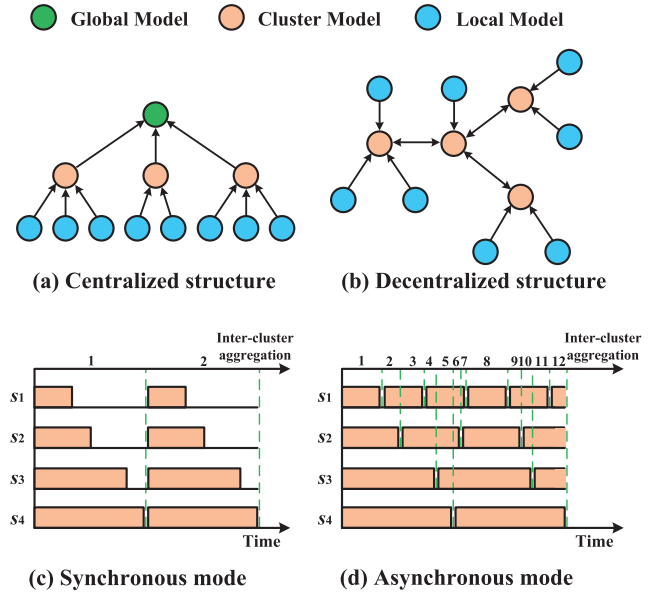 Global Model Cluster Model Local Model
(a) Centralized structure
(b) Decentralized structure
Inter-cluster
aggregation
1 2
S1
S2
S3
S4
Time
(c) Synchronous mode
Inter-cluster
aggregation
1 2 3 4 5 6 7 8 9 10 11 12
S1
S2
S3
S4
Time
(d) Asynchronous mode